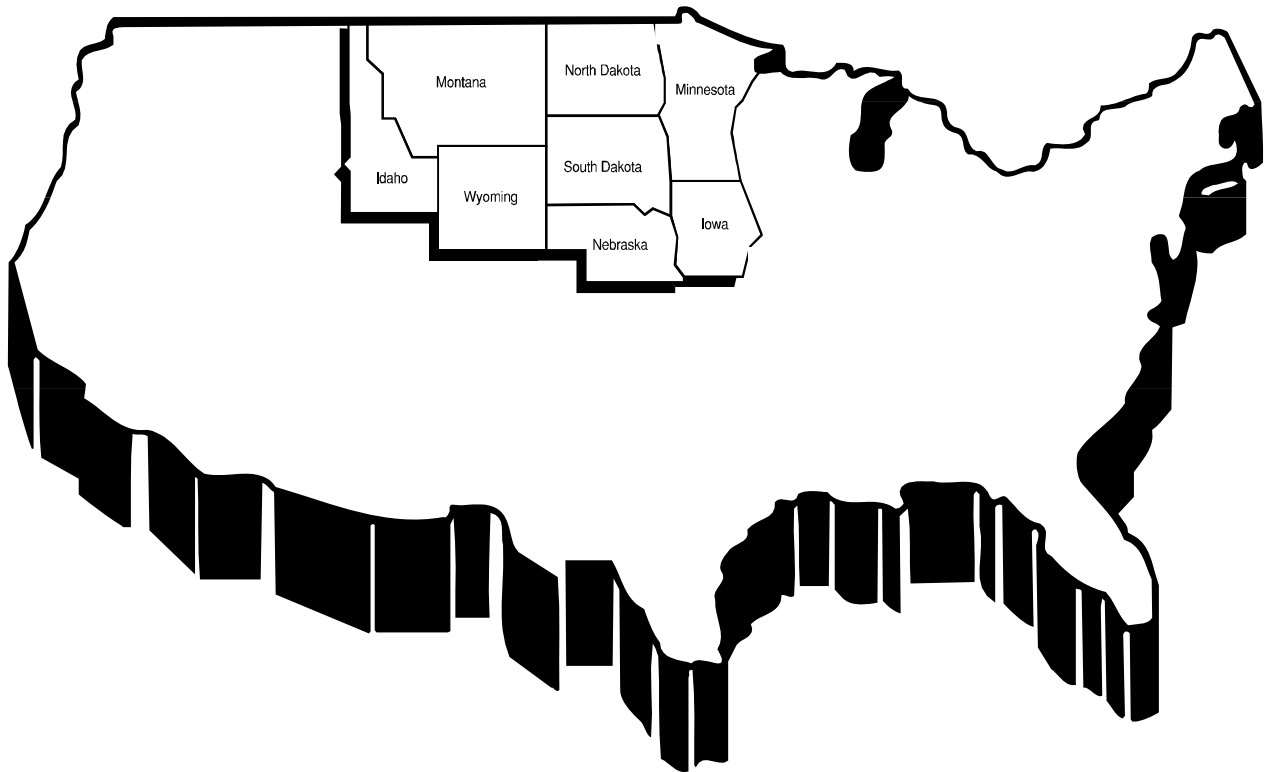 North Dakota
Montana
Minnesota
South Dakota
Idaho
Wyoming
Iowa
Nebraska